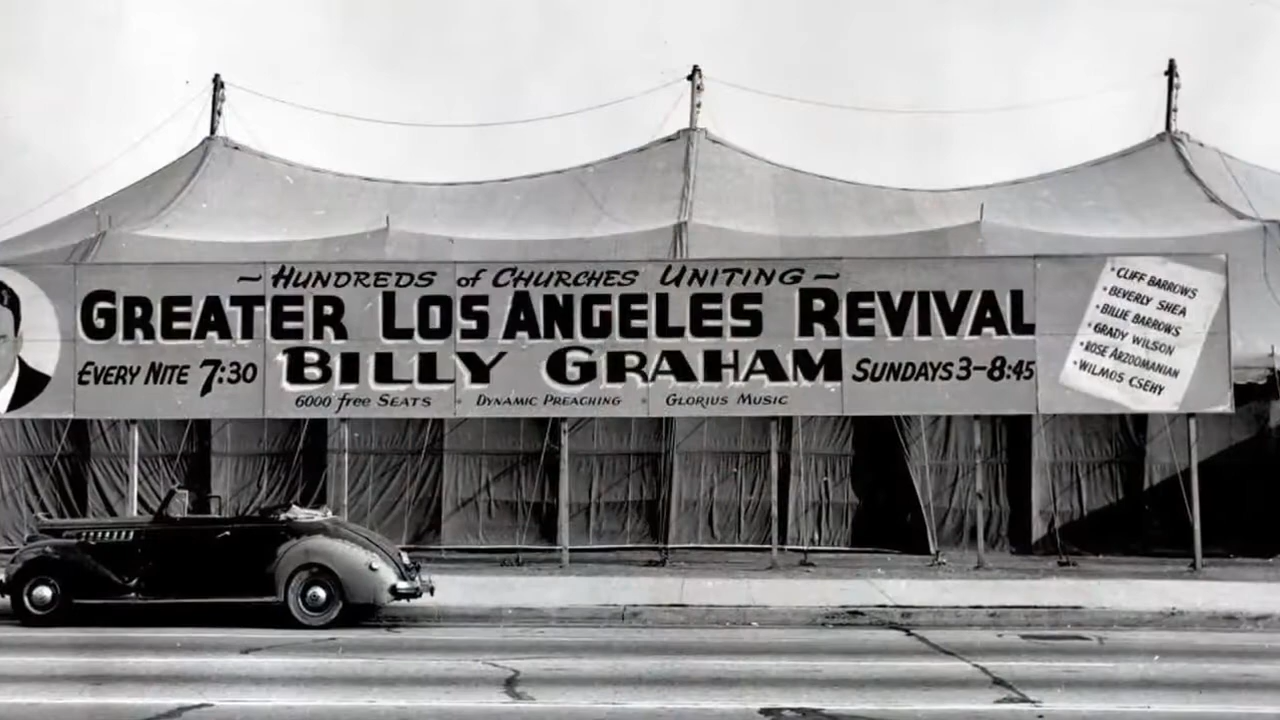 ~ HUNDREDS of CHURCHES UNITING ~
GREATER LOS ANGELES REVIVAL
EVERY NITE 7:30 BILLY GRAHAM SUNDAYS 3-8:45
6000 free SEATS • DYNAMIC PREACHING • GLORIUS MUSIC
• CLIFF BARROWS
• BEVERLY SHEA
• BILLIE BARROWS
• GRADY WILSON
• ROSE ARZOOMANIAN
• WILMOS CSEHY